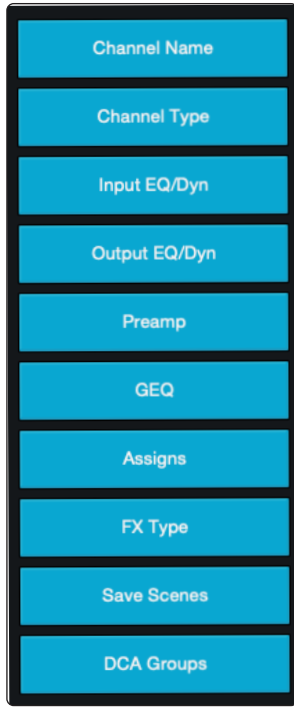 Channel Name
Channel Type
Input EQ/Dyn
Output EQ/Dyn
Preamp
GEQ
Assigns
FX Type
Save Scenes
DCA Groups